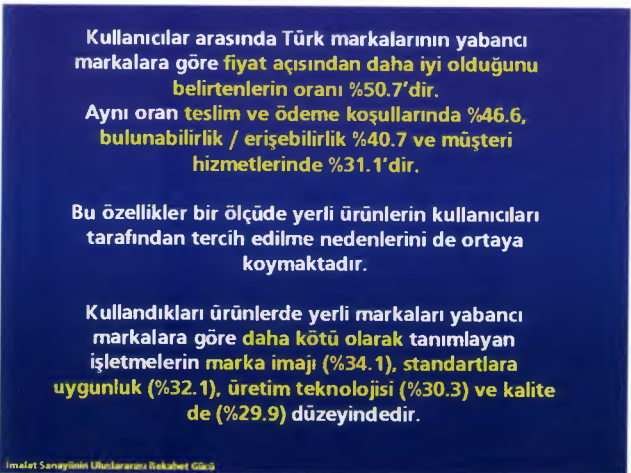 Kullanıcılar arasında Türk markalarının yabancı
markalara göre fiyat açısından daha iyi olduğunu
belirtenlerin oranı %50.7'dir.
Aynı oran teslim ve ödeme koşullarında %46.6,
bulunabilirlik / erişebilirlik %40.7 ve müşteri
hizmetlerinde %31.1'dir.
Bu özellikler bir ölçüde yerli ürünlerin kullanıcıları
tarafından tercih edilme nedenlerini de ortaya
koymaktadır.
Kullandıkları ürünlerde yerli markaları yabancı
markalara göre daha kötü olarak tanımlayan
işletmelerin marka imajı (%34.1), standartlara
uygunluk (%32.1), üretim teknolojisi (%30.3) ve kalite
de (%29.9) düzeyindedir.
İmalat Sanayiinin Uluslararası Rekabet Gücü